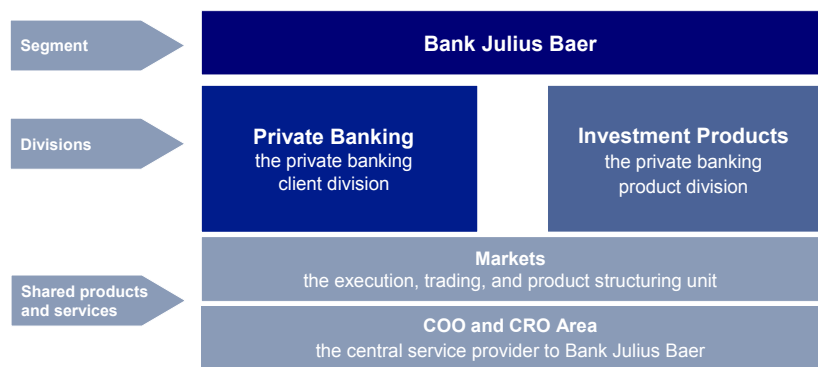 Segment
Bank Julius Baer
Divisions
Private Banking
the private banking
client division
Investment Products
the private banking
product division
Shared products
and services
Markets
the execution, trading, and product structuring unit
COO and CRO Area
the central service provider to Bank Julius Baer